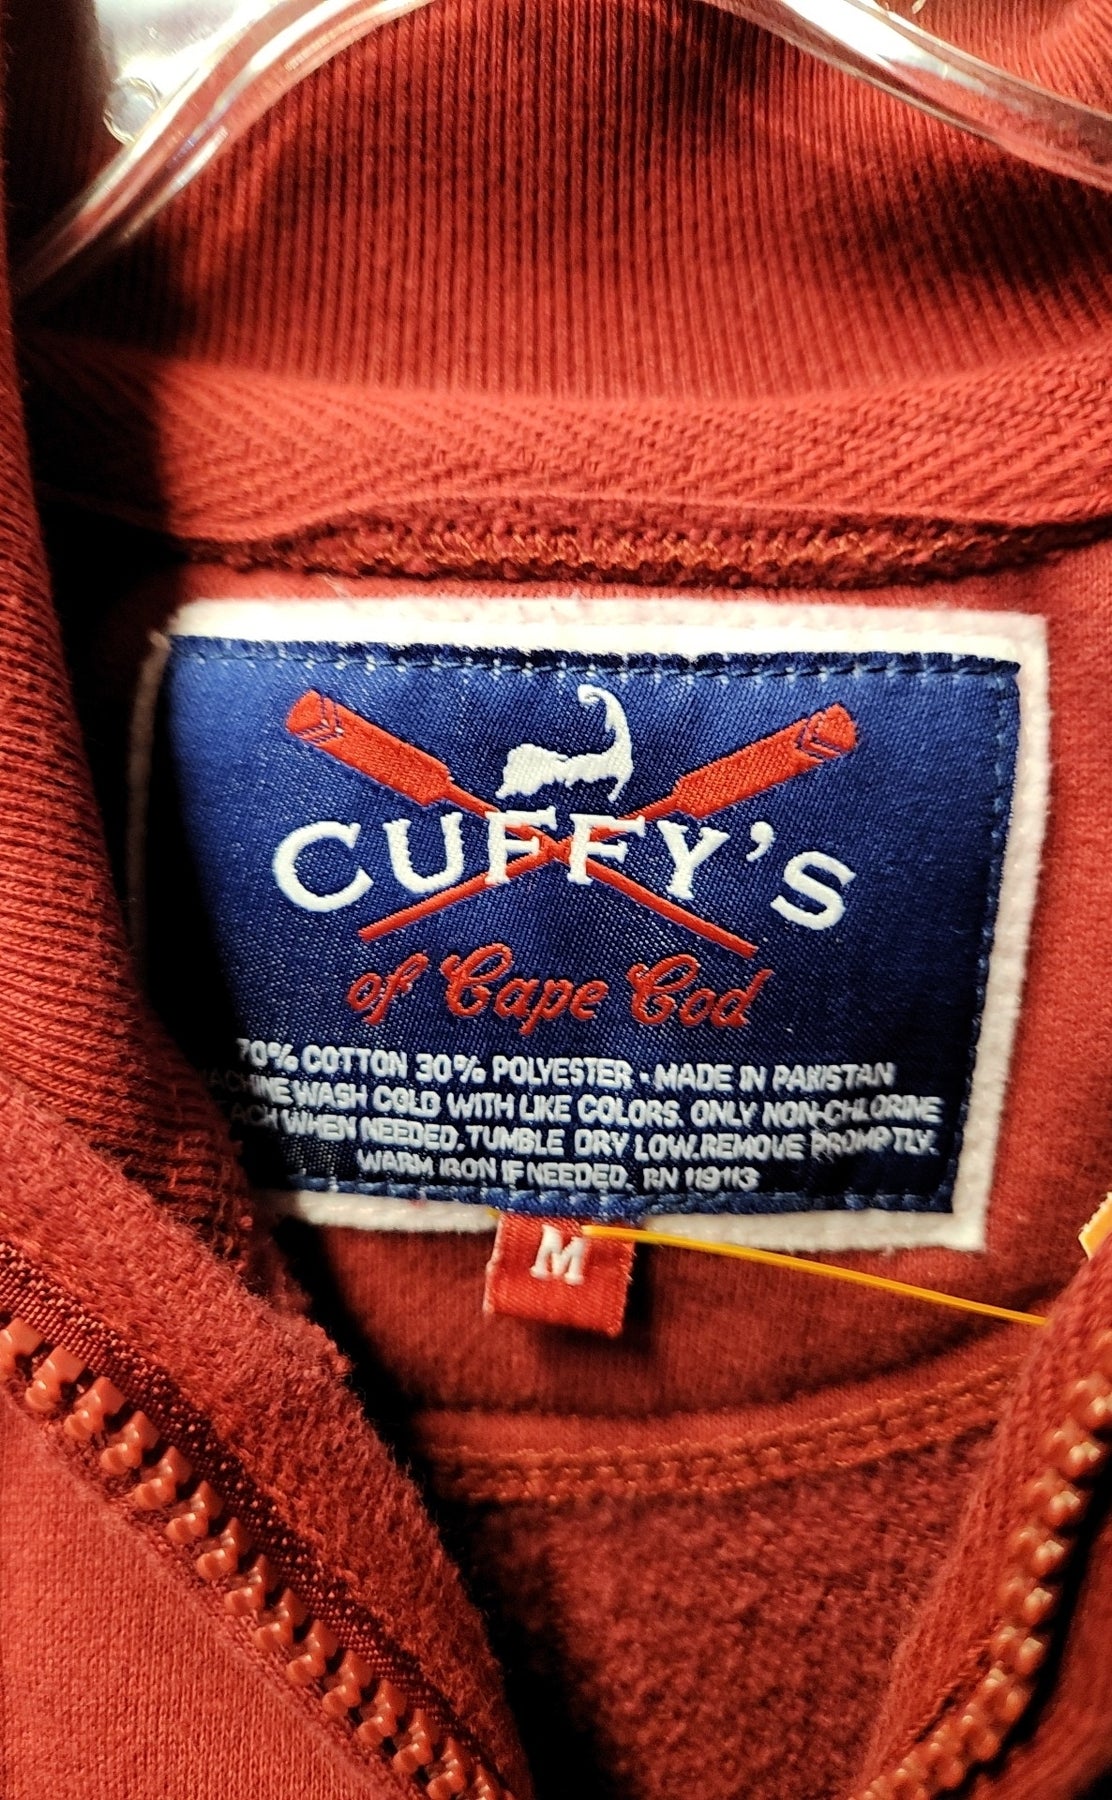 CUFFY'S
of Cape Cod
70% COTTON 30% POLYESTER · MADE IN PAKISTAN
MACHINE WASH COLD WITH LIKE COLORS. ONLY NON-CHLORINE
WHEN NEEDED. TUMBLE DRY LOW. REMOVE PROMPTLY.
WARM IRON IF NEEDED. RN 119113
M